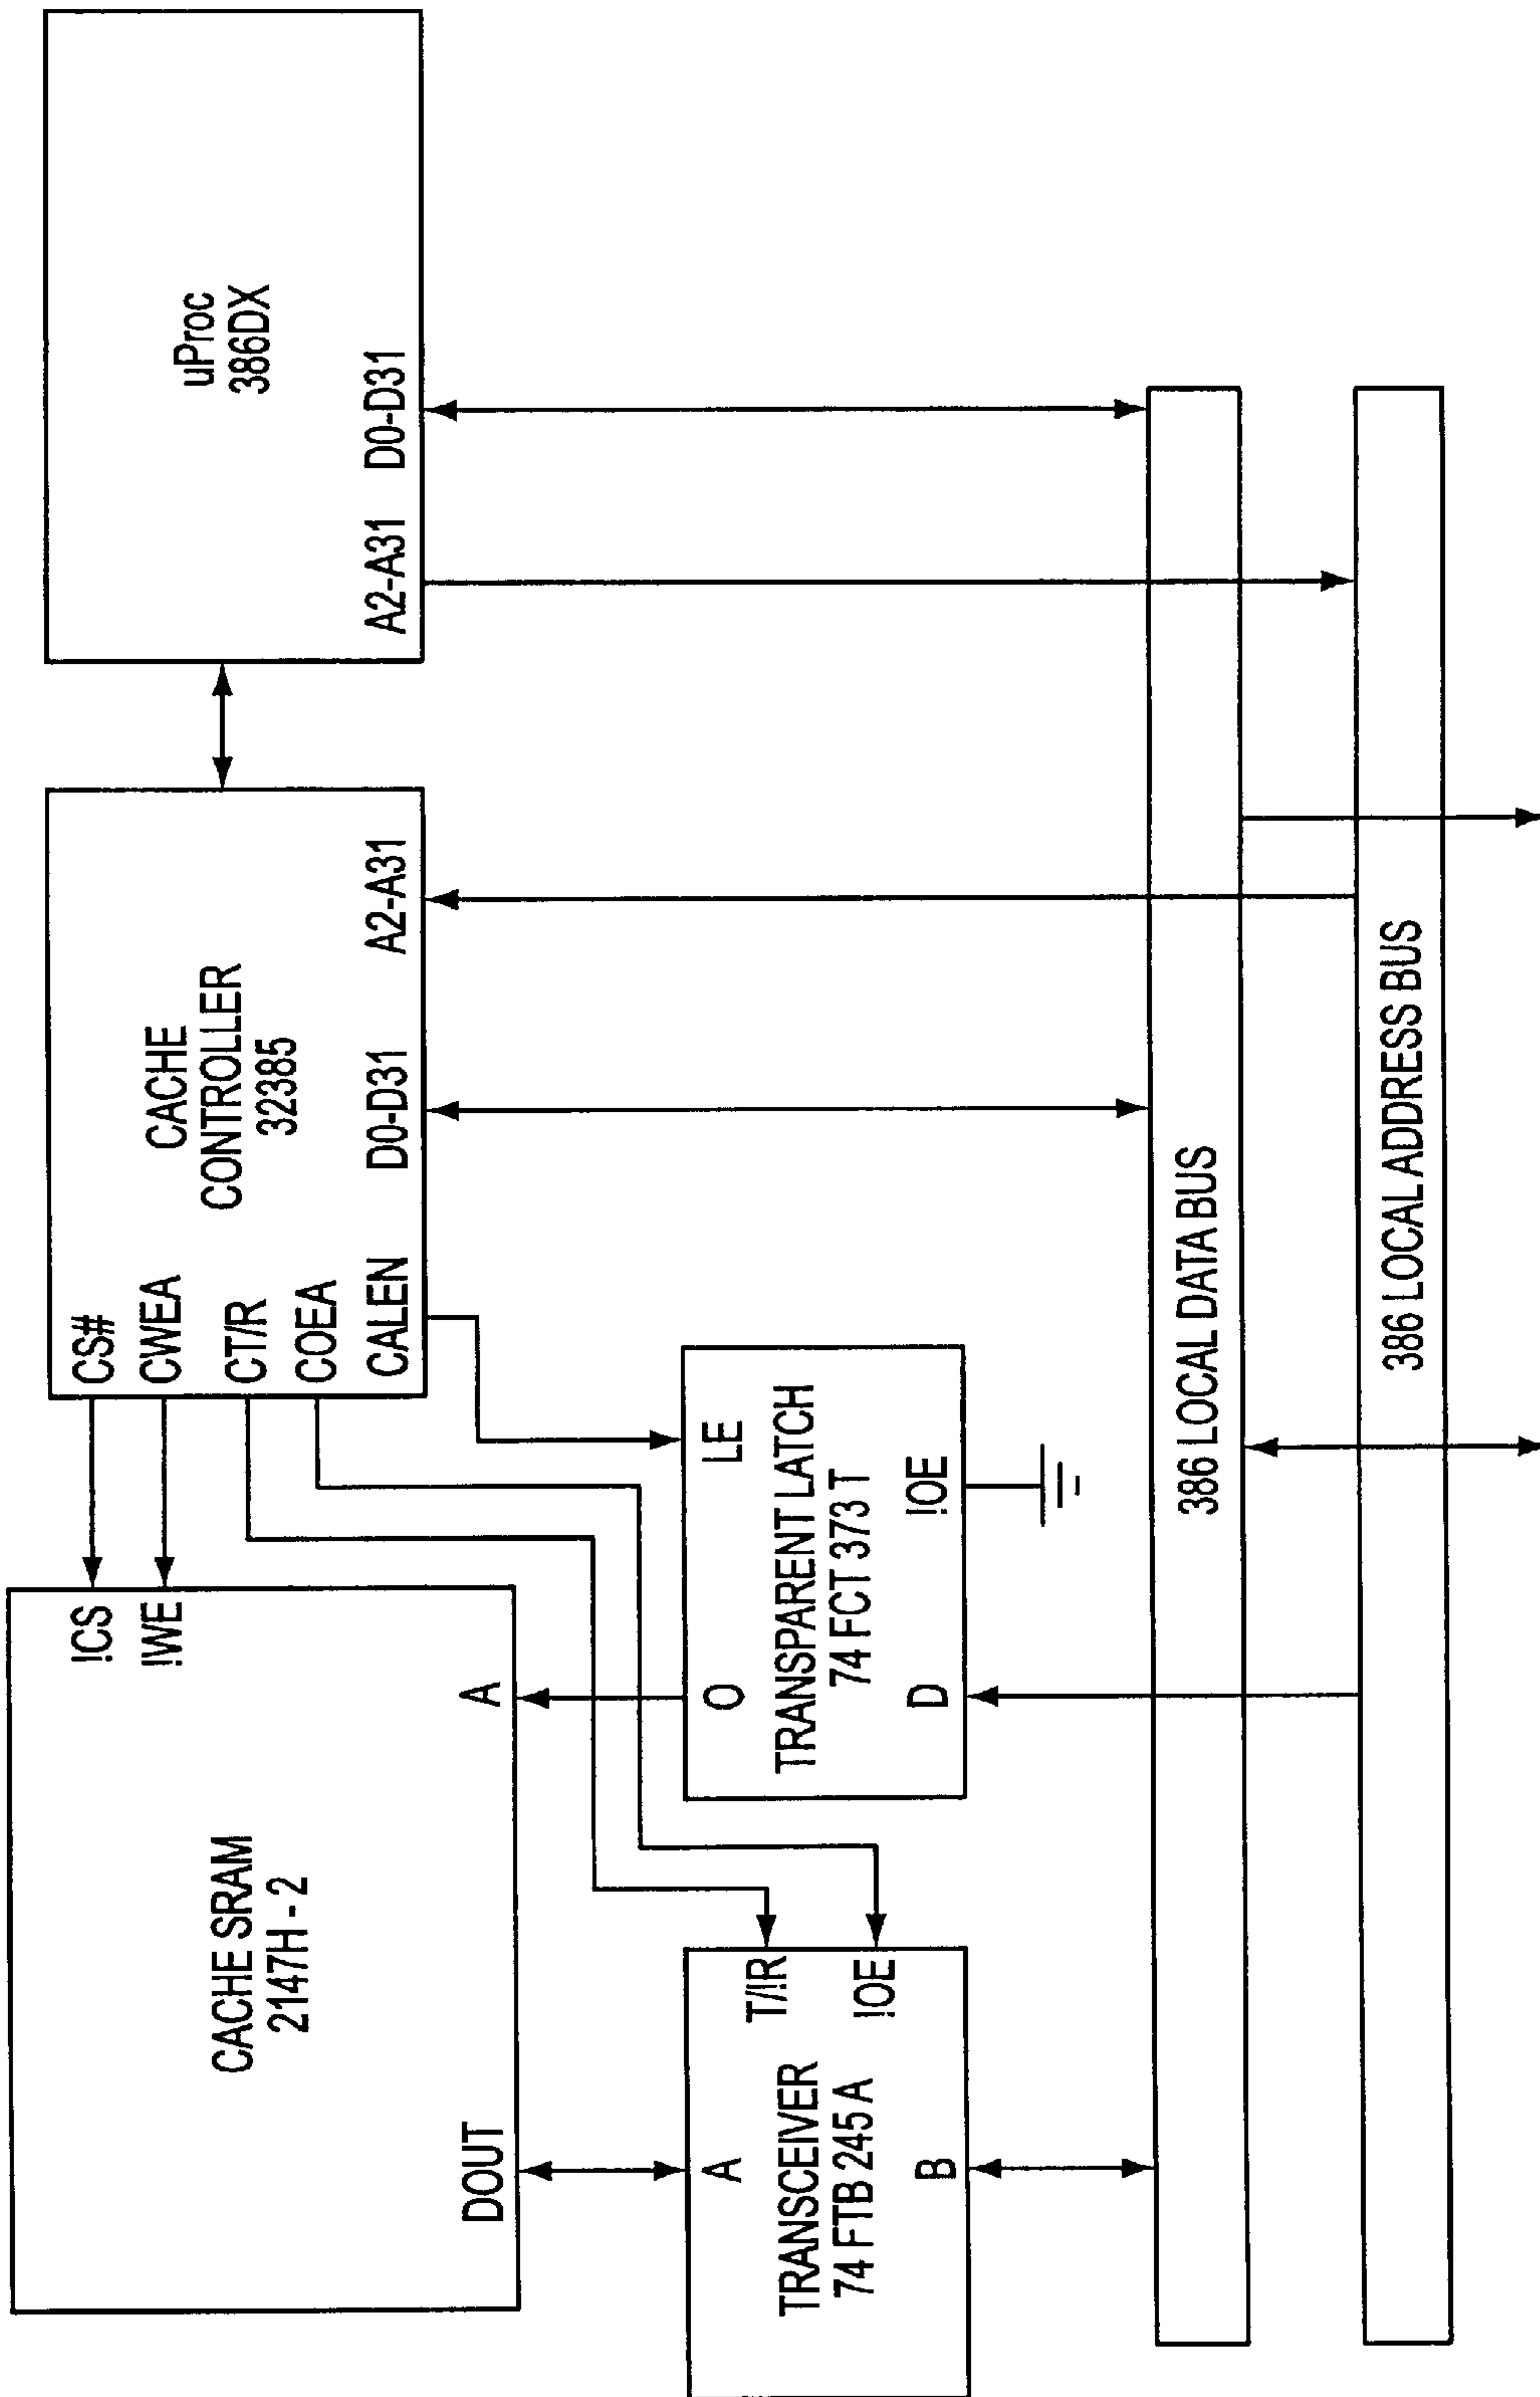 CACHE SRAM
2147H - 2
!CS
!WE
DOUT
A
CS#
CWEA
CT/R
COEA
CALEN
CACHE
CONTROLLER
32385
D0-D31
A2-A31
uProc
386DX
A2-A31
D0-D31
A
TRANSCEIVER
74 FTB 245 A
B
T/!R
!OE
O
LE
TRANSPARENT LATCH
74 FCT 373 T
D
!OE
386 LOCAL DATA BUS
386 LOCAL ADDRESS BUS